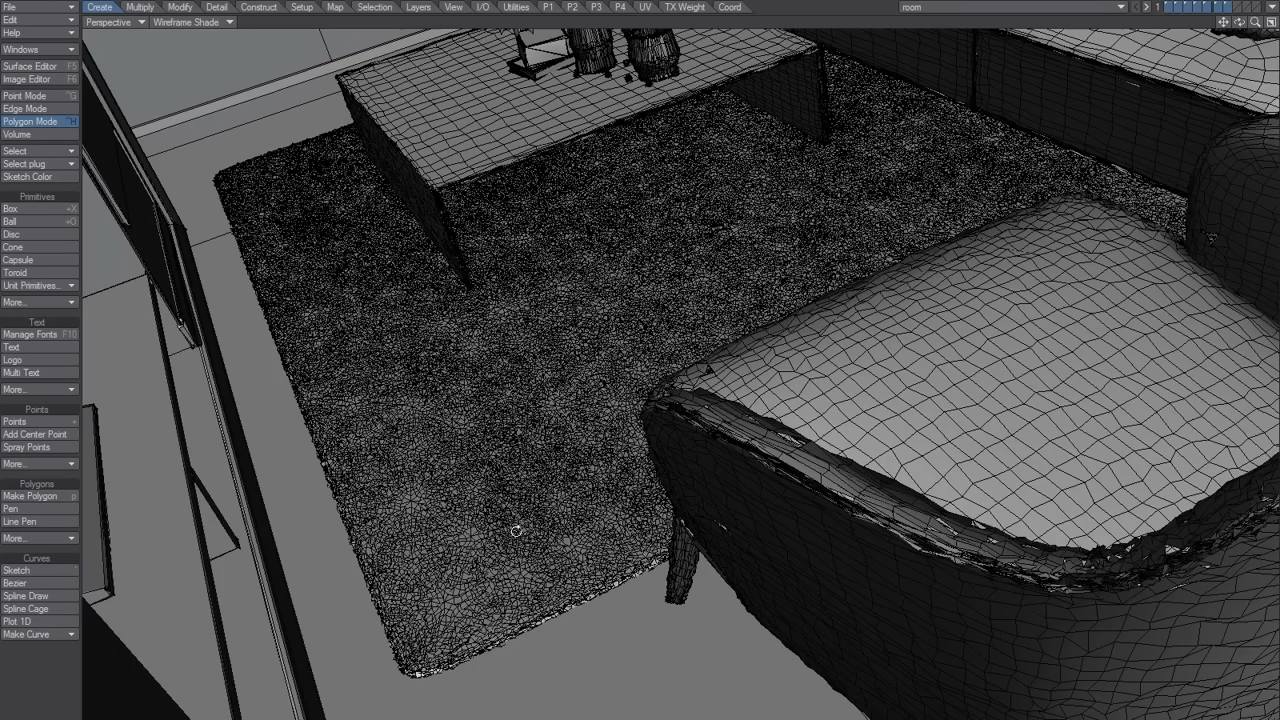 File Create Multiply Modify Detail Construct Setup Map Selection Layers View I/O Utilities P1 P2 P3 P4 UV TX Weight Coord room 1
Edit Perspective Wireframe Shade
Help
Windows
Surface Editor F5
Image Editor F6
Point Mode ^G
Edge Mode
Polygon Mode ^H
Volume
Select
Select plug
Sketch Color
Primitives
Box +X
Ball +O
Disc
Cone
Capsule
Toroid
Unit Primitives..
More...
Text
Manage Fonts F10
Text
Logo
Multi Text
More...
Points
Points +
Add Center Point
Spray Points
More...
Polygons
Make Polygon p
Pen
Line Pen
More...
Curves
Sketch
Bezier
Spline Draw
Spline Cage
Plot 1D
Make Curve